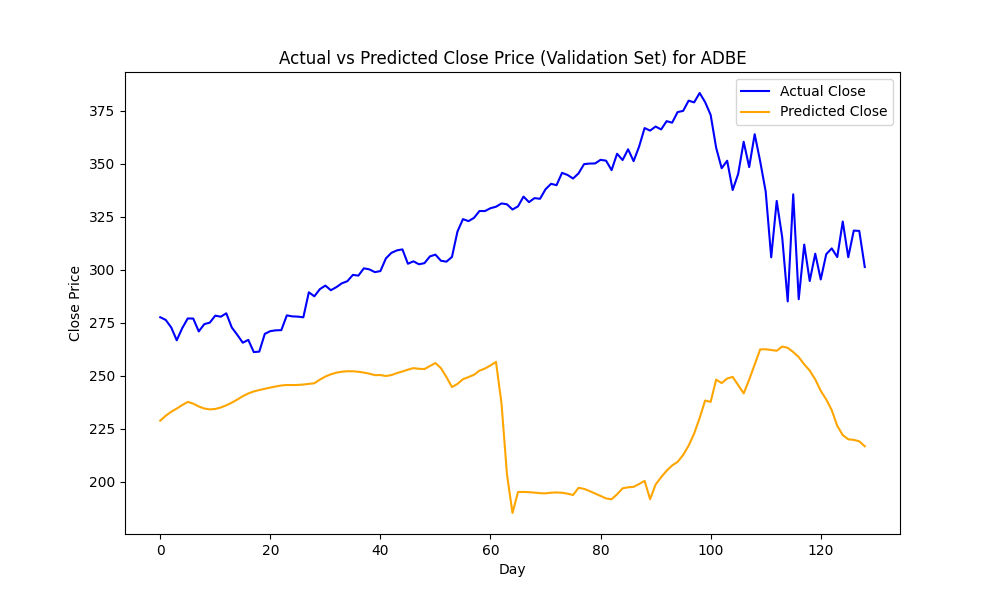 Actual vs Predicted Close Price (Validation Set) for ADBE
Actual Close
Predicted Close
Close Price
375
350
325
300
275
250
225
200
0 20 40 60 80 100 120
Day